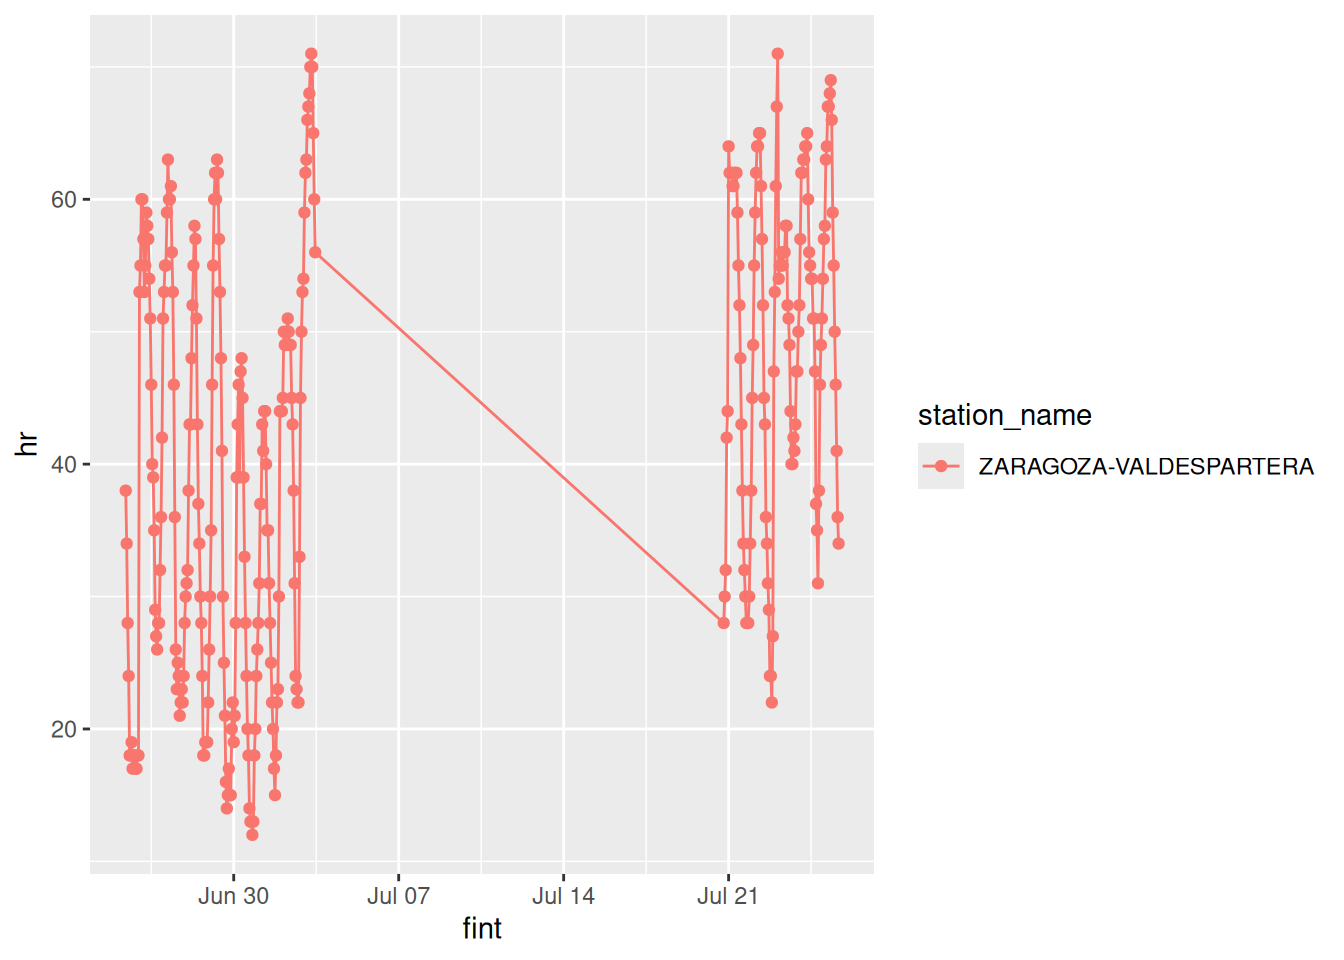 hr
60
40
20
Jun 30
Jul 07
Jul 14
Jul 21
fint
station_name
ZARAGOZA-VALDESPARTERA